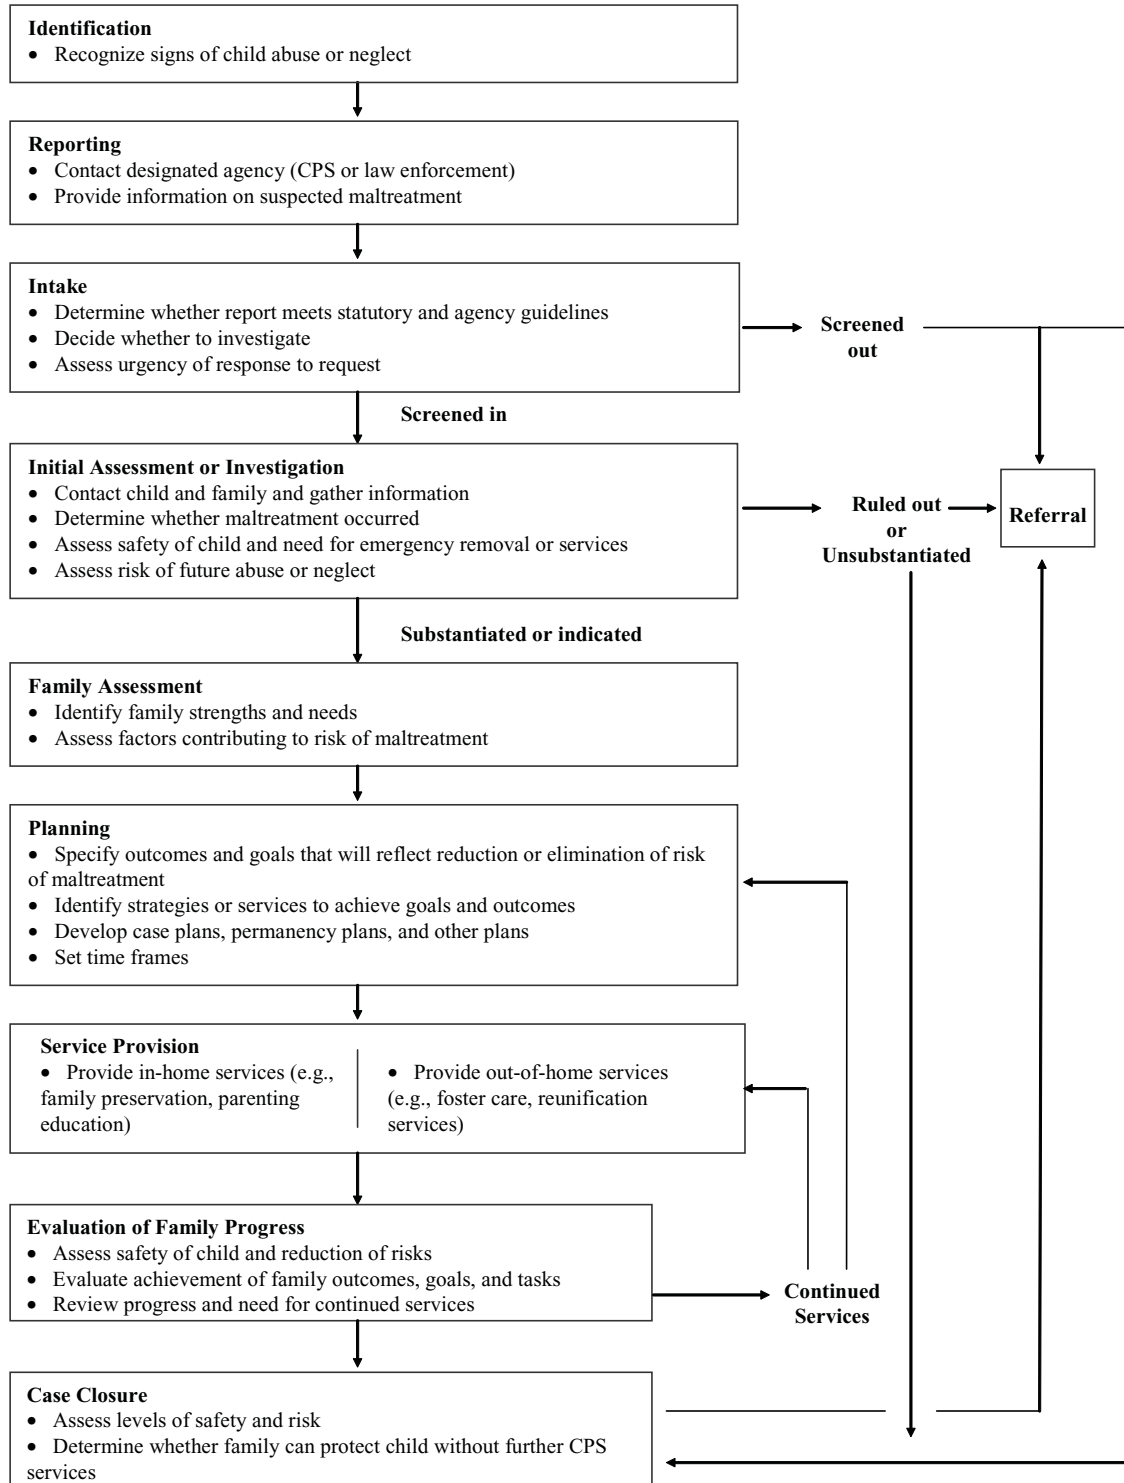 Identification
• Recognize signs of child abuse or neglect
Reporting
• Contact designated agency (CPS or law enforcement)
• Provide information on suspected maltreatment
Intake
• Determine whether report meets statutory and agency guidelines
• Decide whether to investigate
• Assess urgency of response to request
Screened
out
Screened in
Initial Assessment or Investigation
• Contact child and family and gather information
• Determine whether maltreatment occurred
• Assess safety of child and need for emergency removal or services
• Assess risk of future abuse or neglect
Ruled out
or
Unsubstantiated
Referral
Substantiated or indicated
Family Assessment
• Identify family strengths and needs
• Assess factors contributing to risk of maltreatment
Planning
• Specify outcomes and goals that will reflect reduction or elimination of risk
of maltreatment
• Identify strategies or services to achieve goals and outcomes
• Develop case plans, permanency plans, and other plans
• Set time frames
Service Provision
• Provide in-home services (e.g.,
family preservation, parenting
education)
• Provide out-of-home services
(e.g., foster care, reunification
services)
Evaluation of Family Progress
• Assess safety of child and reduction of risks
• Evaluate achievement of family outcomes, goals, and tasks
• Review progress and need for continued services
Continued
Services
Case Closure
• Assess levels of safety and risk
• Determine whether family can protect child without further CPS
services